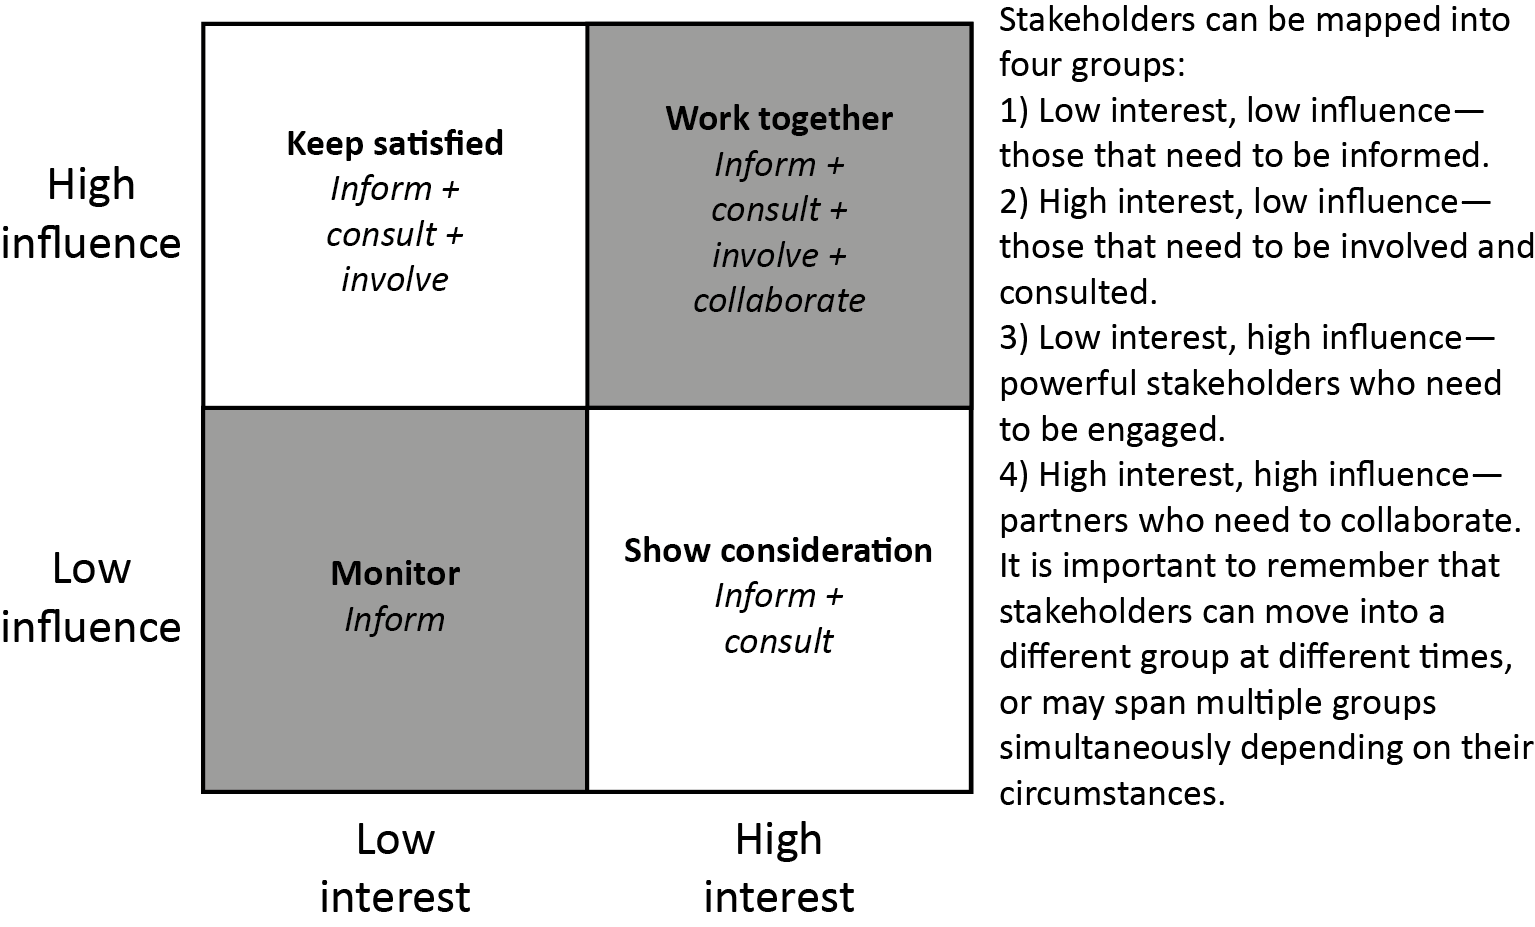 High
influence
Keep satisfied
Inform +
consult +
involve
Work together
Inform +
consult +
involve +
collaborate
Low
influence
Monitor
Inform
Show consideration
Inform +
consult
Low
interest
High
interest
Stakeholders can be mapped into
four groups:
1) Low interest, low influence—
those that need to be informed.
2) High interest, low influence—
those that need to be involved and
consulted.
3) Low interest, high influence—
powerful stakeholders who need
to be engaged.
4) High interest, high influence—
partners who need to collaborate.
It is important to remember that
stakeholders can move into a
different group at different times,
or may span multiple groups
simultaneously depending on their
circumstances.